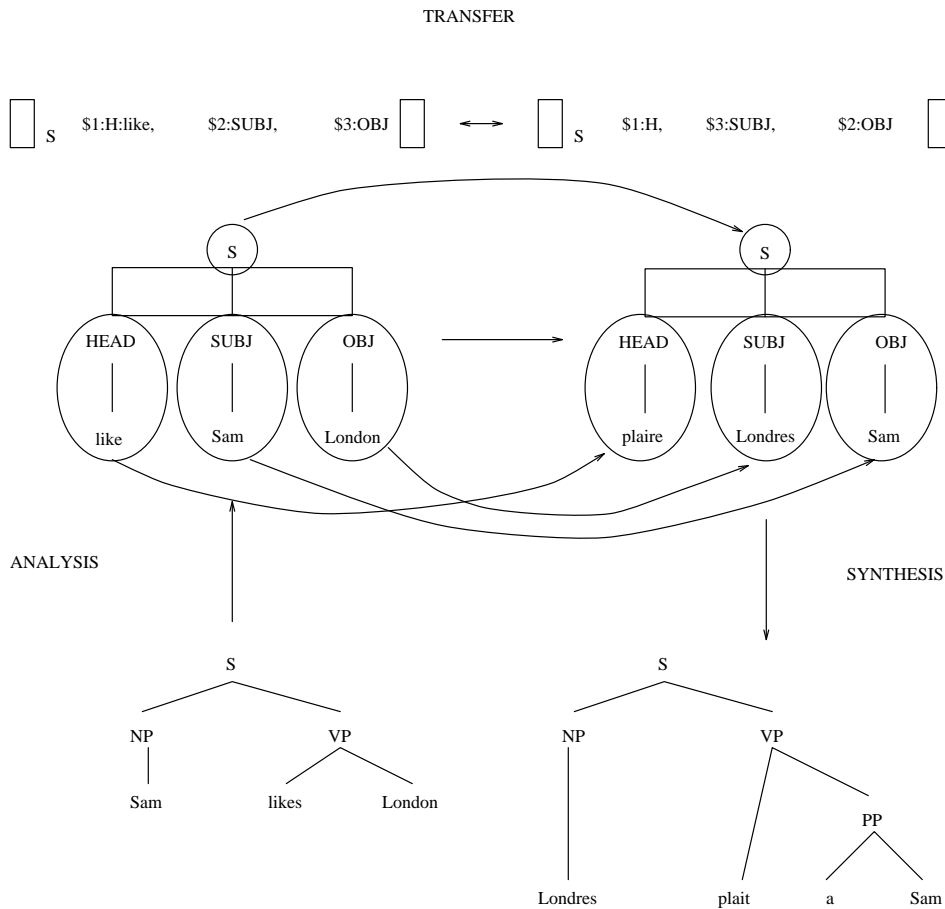 TRANSFER
S $1:H:like, $2:SUBJ, $3:OBJ S $1:H, $3:SUBJ, $2:OBJ
S S
HEAD SUBJ OBJ HEAD SUBJ OBJ
like Sam London plaire Londres Sam
ANALYSIS SYNTHESIS
S S
NP VP NP VP
Sam likes London
PP
Londres plait a Sam